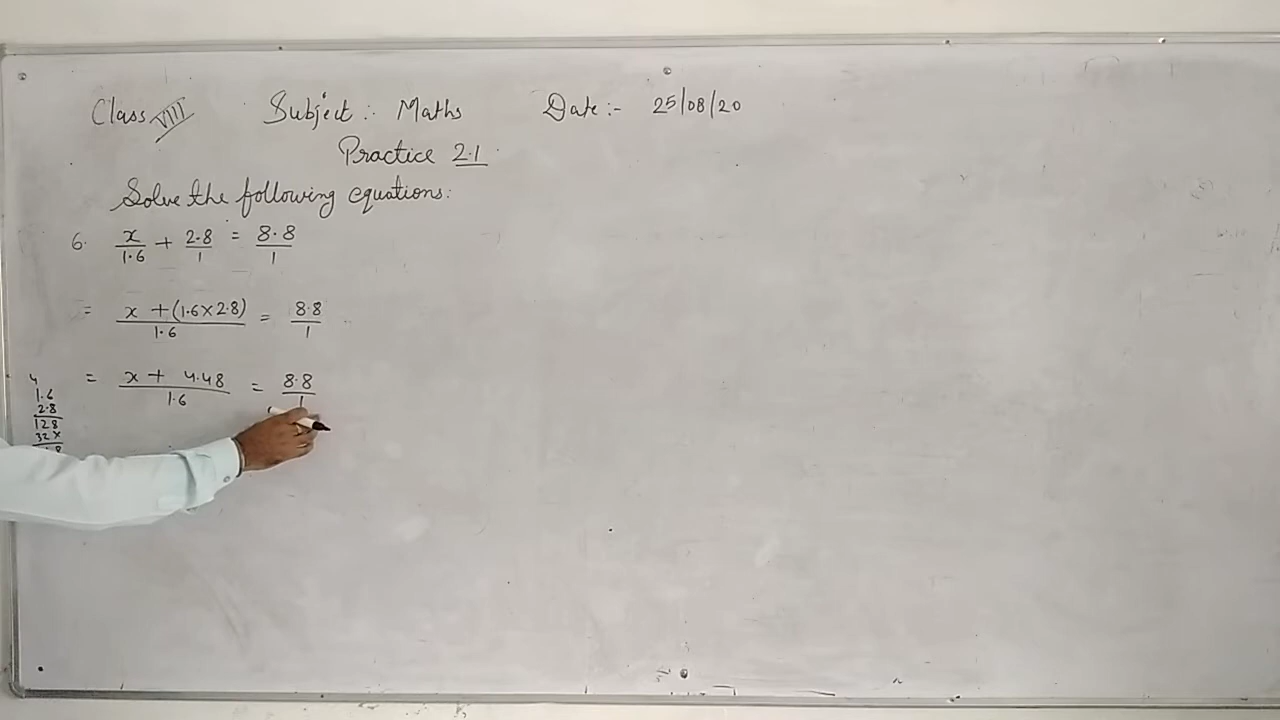 Class VIII Subject :- Maths Date :- 25/08/20
Practice 2.1
Solve the following equations:
6. x/1.6 + 2.8/1 = 8.8/1
= x + (1.6×2.8)/1.6 = 8.8/1
= x + 4.48/1.6 = 8.8/1
4
1.6
2.8
128
32×